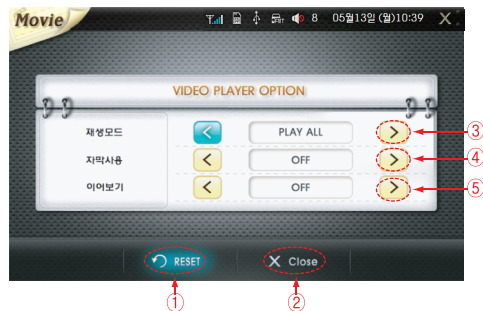 Movie 8 05월13일 (월)10:39 X
VIDEO PLAYER OPTION
재생모드 < PLAY ALL > ③
자막사용 < OFF > ④
이어보기 < OFF > ⑤
RESET X Close
① ②